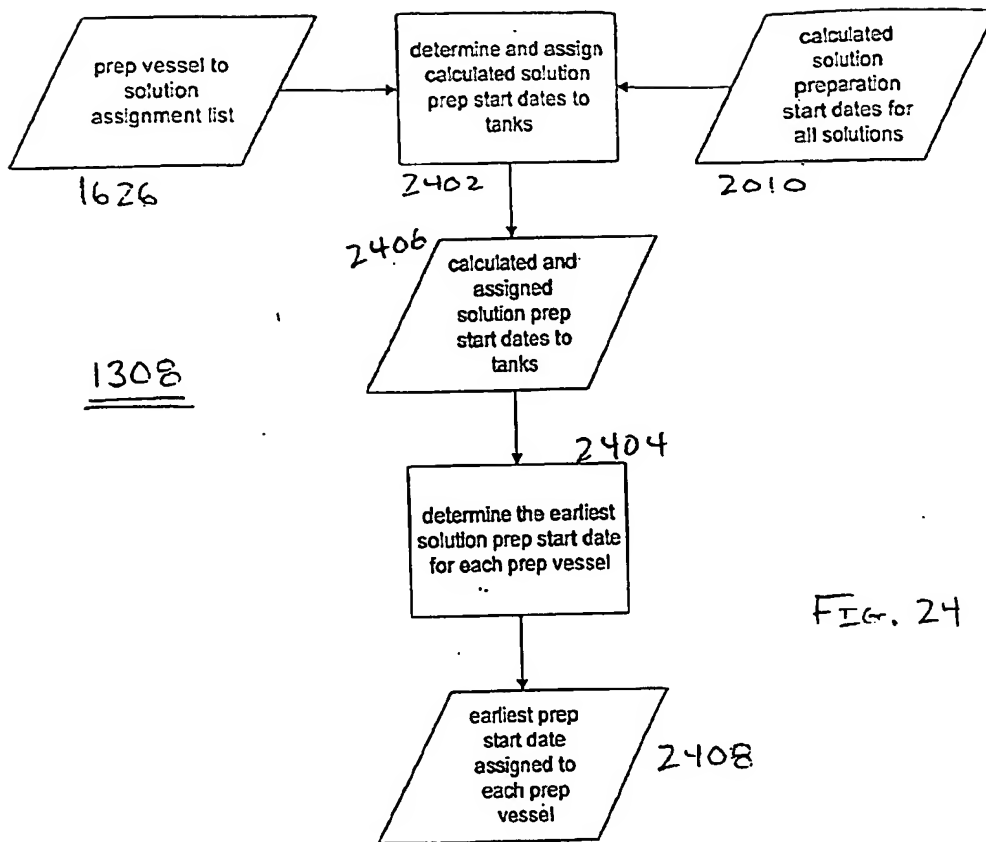 prep vessel to
solution
assignment list
1626
determine and assign
calculated solution
prep start dates to
tanks
2402
calculated
solution
preparation
start dates for
all solutions
2010
2406
calculated and
assigned
solution prep
start dates to
tanks
1308
2404
determine the earliest
solution prep start date
for each prep vessel
FIG. 24
earliest prep
start date
assigned to
each prep
vessel
2408